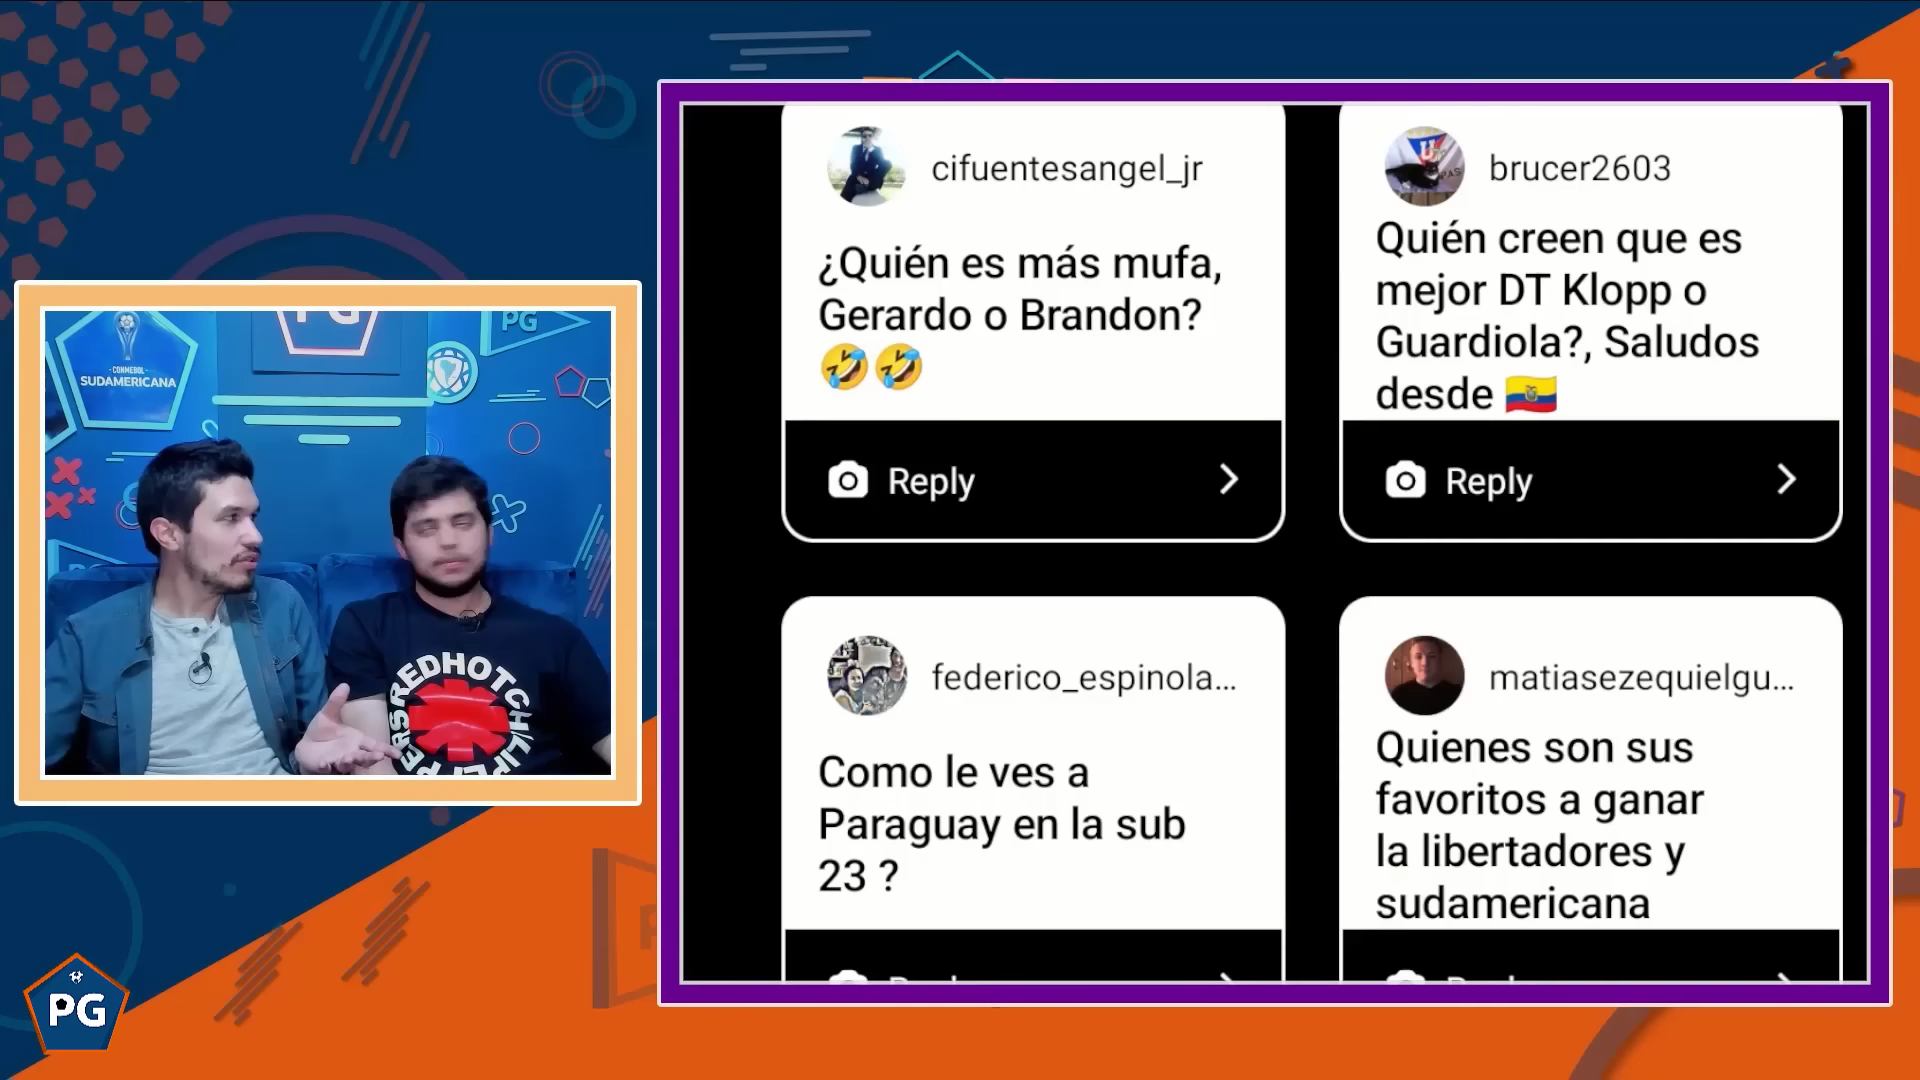 PG
PG
- CONMEBOL -
SUDAMERICANA
REDHOTCHILIPEPPERS
PG
cifuentesangel_jr
¿Quién es más mufa,
Gerardo o Brandon?
🤣🤣
Reply
brucer2603
Quién creen que es
mejor DT Klopp o
Guardiola?, Saludos
desde 🇪🇨
Reply
federico_espinola...
Como le ves a
Paraguay en la sub
23 ?
matiasezequielgu...
Quienes son sus
favoritos a ganar
la libertadores y
sudamericana